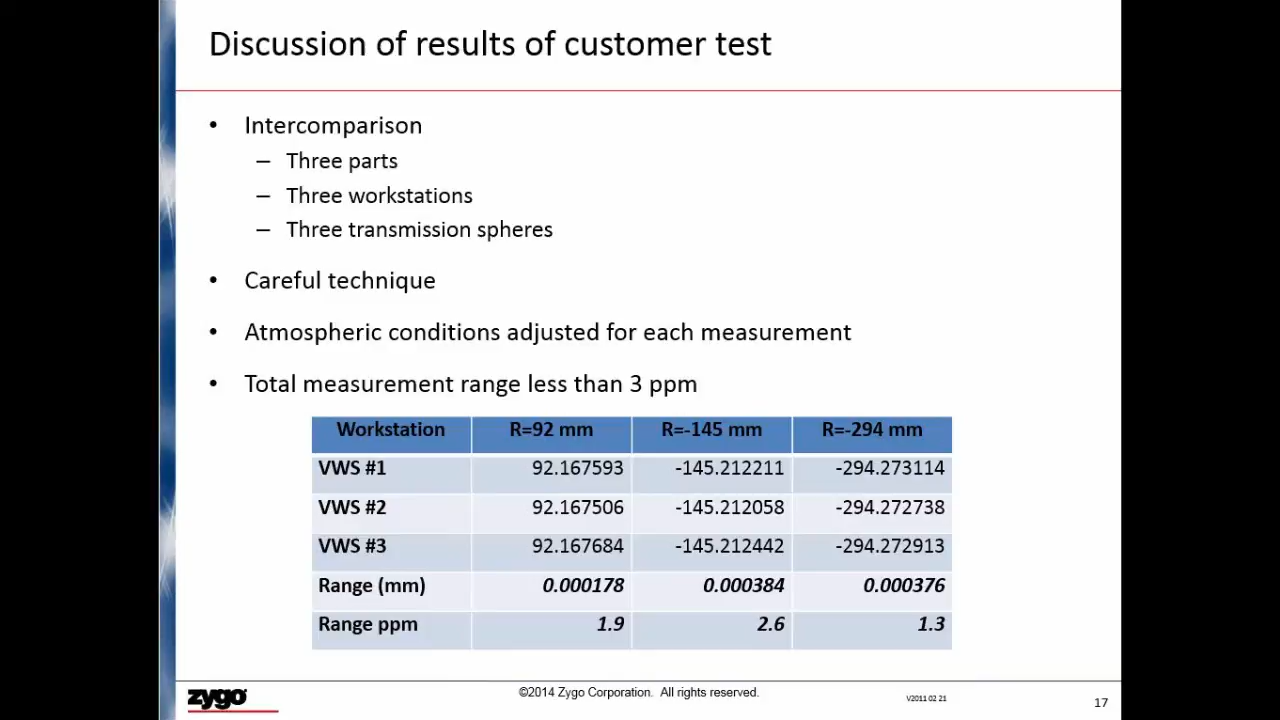 Discussion of results of customer test
• Intercomparison
– Three parts
– Three workstations
– Three transmission spheres
• Careful technique
• Atmospheric conditions adjusted for each measurement
• Total measurement range less than 3 ppm
Workstation R=92 mm R=-145 mm R=-294 mm
VWS #1 92.167593 -145.212211 -294.273114
VWS #2 92.167506 -145.212058 -294.272738
VWS #3 92.167684 -145.212442 -294.272913
Range (mm) 0.000178 0.000384 0.000376
Range ppm 1.9 2.6 1.3
zygo
©2014 Zygo Corporation. All rights reserved.
V2011 02 21
17